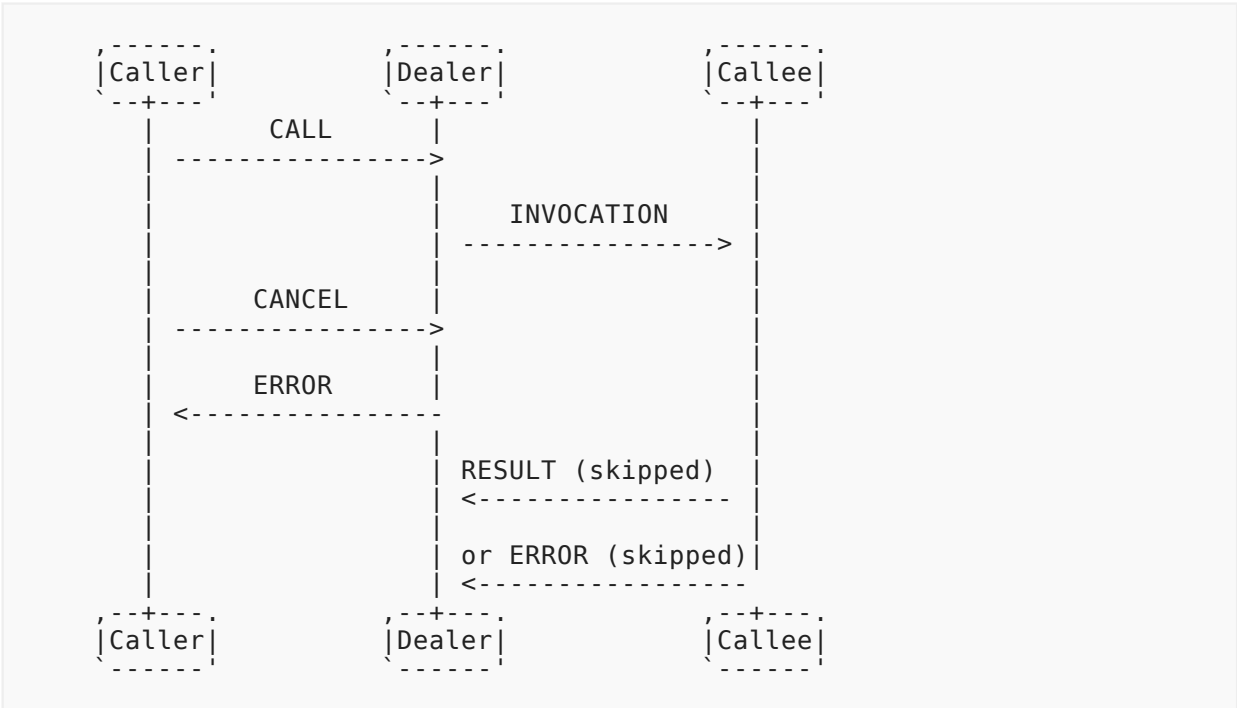 ,------. ,------. ,------.
|Caller| |Dealer| |Callee|
`--+---' `--+---' `--+---'
| CALL | |
| ----------------> |
| | |
| | INVOCATION |
| | ----------------> |
| | |
| CANCEL | |
| ----------------> |
| | |
| ERROR | |
| <---------------- |
| | |
| | RESULT (skipped) |
| | <---------------- |
| | |
| | or ERROR (skipped)|
| | <-----------------
,--+---. ,--+---. ,--+---.
|Caller| |Dealer| |Callee|
`------' `------' `------'